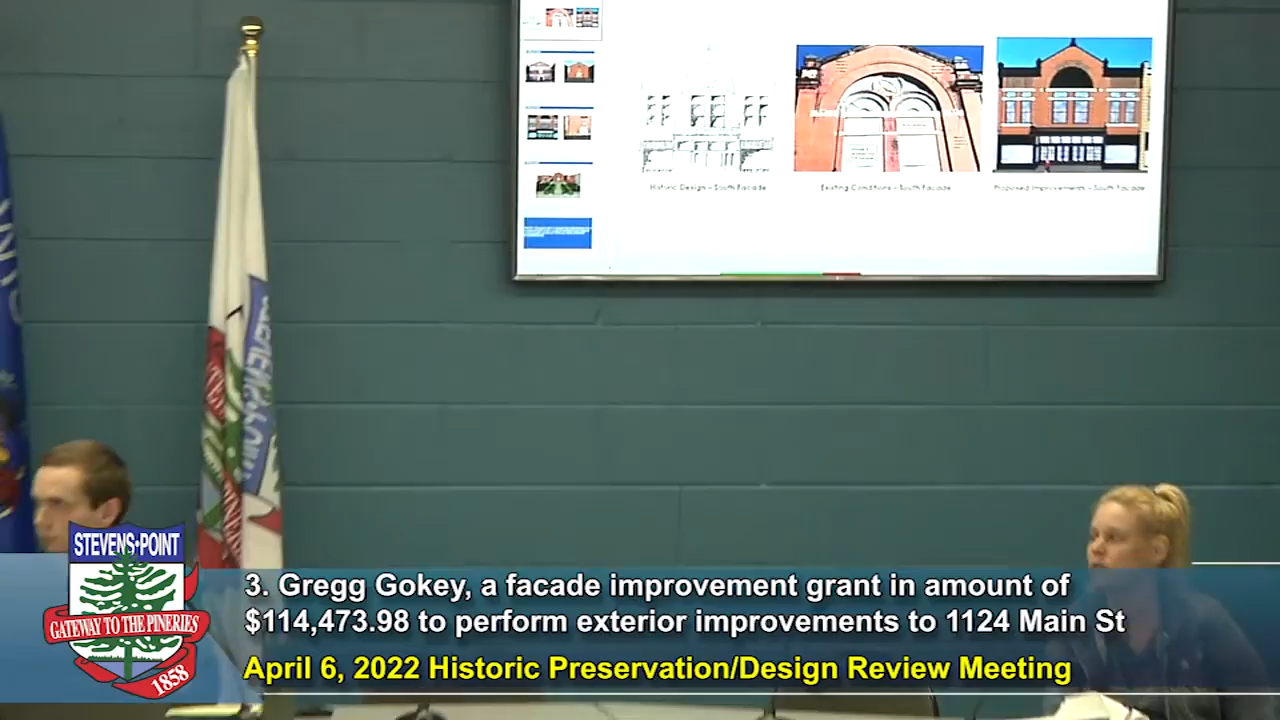 Historic Design – South Facade
Existing Conditions – South Facade
Proposed Improvements – South Facade
STEVENS POINT
STEVENS•POINT
GATEWAY TO THE PINERIES
1858
3. Gregg Gokey, a facade improvement grant in amount of
$114,473.98 to perform exterior improvements to 1124 Main St
April 6, 2022 Historic Preservation/Design Review Meeting